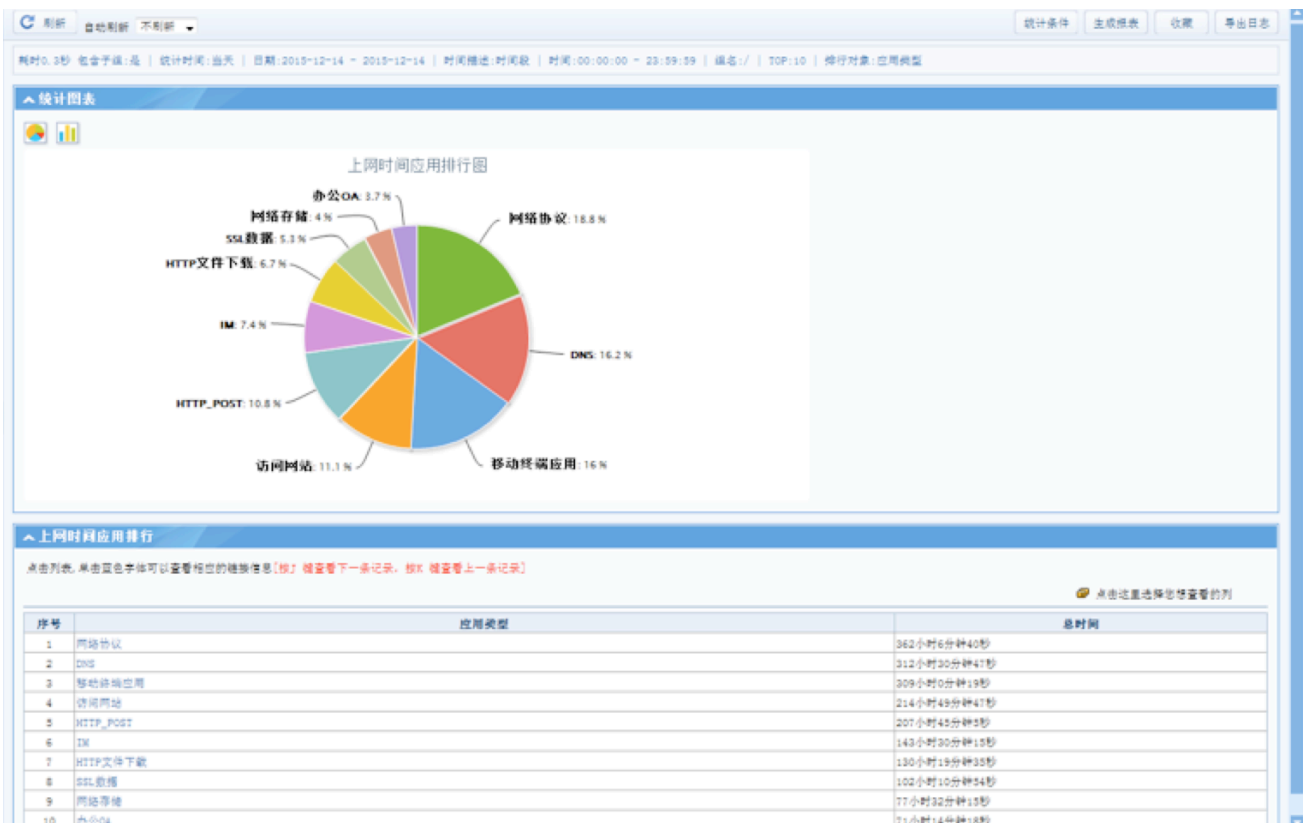 刷新 自动刷新 不刷新 统计条件 生成报表 收藏 导出日志
耗时0.3秒 包含子组:是 | 统计时间:当天 | 日期:2015-12-14 - 2015-12-14 | 时间描述:时间段 | 时间:00:00:00 - 23:59:59 | 组名:/ | TOP:10 | 排行对象:应用类型
统计图表
上网时间应用排行图
办公OA: 3.7 %
网络存储: 4 %
网络协议: 18.8 %
SSL数据: 5.3 %
HTTP文件下载: 6.7 %
IM: 7.4 %
DNS: 16.2 %
HTTP_POST: 10.8 %
访问网站: 11.1 %
移动终端应用: 16 %
上网时间应用排行
点击列表,单击蓝色字体可以查看相应的链接信息[按J 键查看下一条记录, 按K 键查看上一条记录]
点击这里选择您想查看的列
序号 应用类型 总时间
1 网络协议 362小时6分钟40秒
2 DNS 312小时30分钟47秒
3 移动终端应用 309小时0分钟19秒
4 访问网站 214小时49分钟47秒
5 HTTP_POST 207小时45分钟5秒
6 IM 143小时30分钟15秒
7 HTTP文件下载 130小时19分钟35秒
8 SSL数据 102小时10分钟54秒
9 网络存储 77小时32分钟15秒
10 办公OA 71小时14分钟18秒